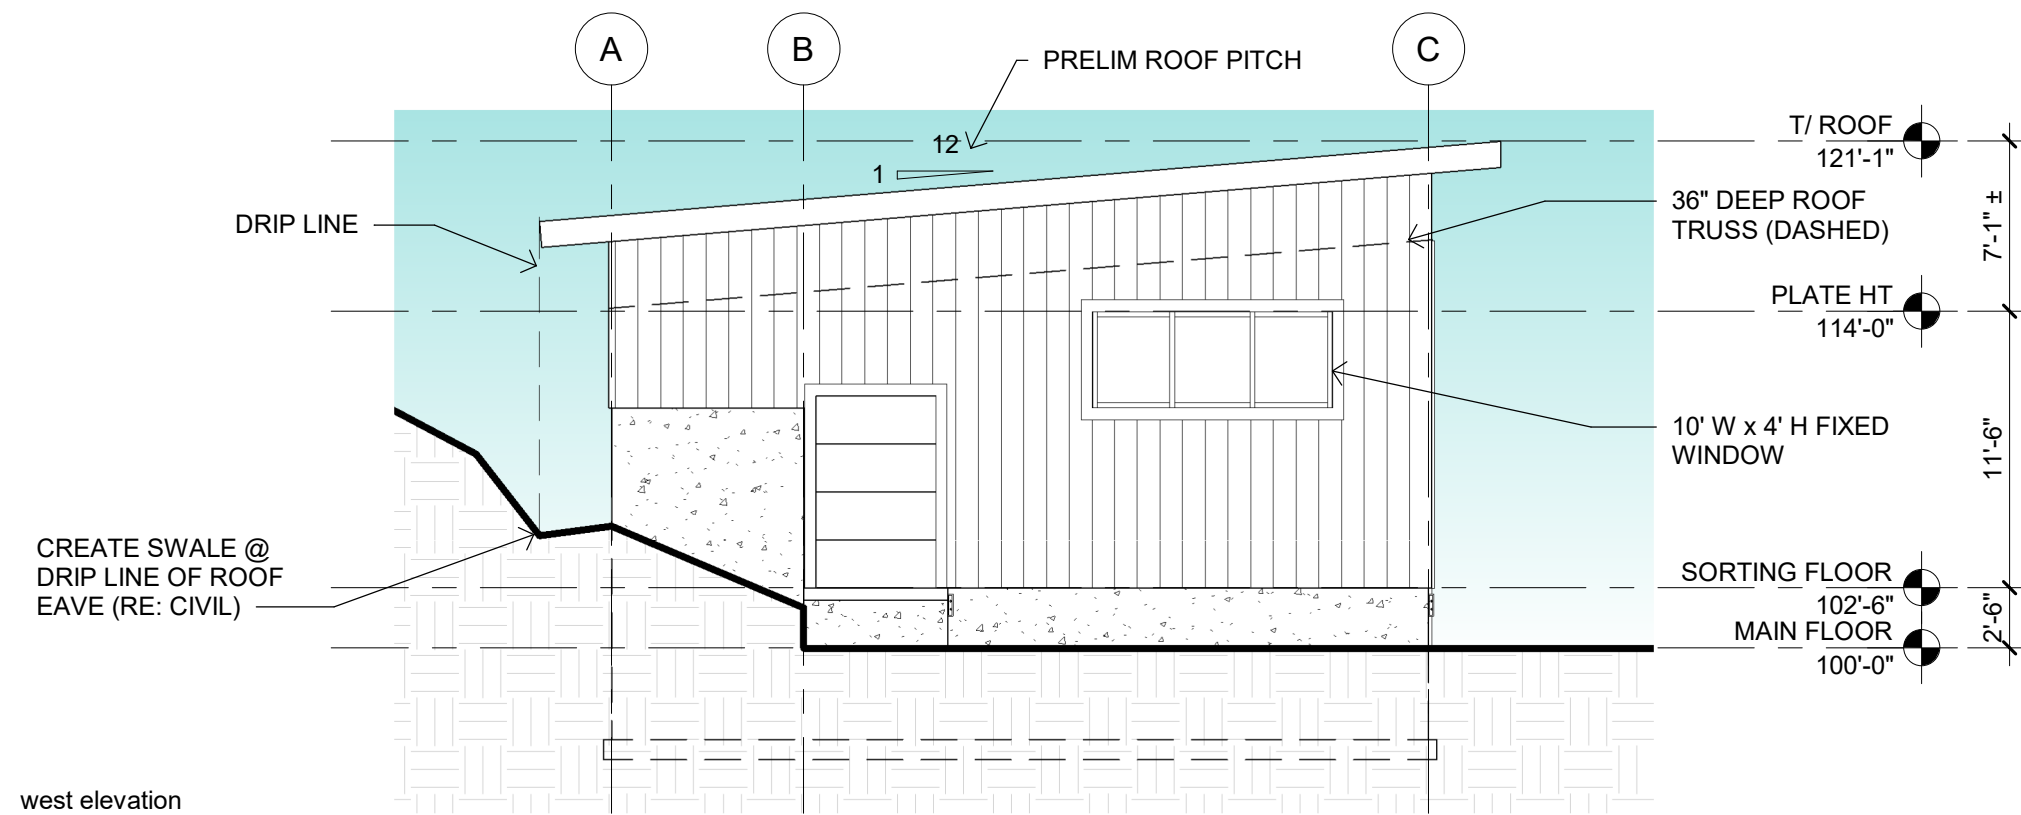 A
B
C
PRELIM ROOF PITCH
12
1
DRIP LINE
T/ ROOF
121'-1"
36" DEEP ROOF
TRUSS (DASHED)
7'-1" ±
PLATE HT
114'-0"
10' W x 4' H FIXED
WINDOW
11'-6"
CREATE SWALE @
DRIP LINE OF ROOF
EAVE (RE: CIVIL)
SORTING FLOOR
102'-6"
2'-6"
MAIN FLOOR
100'-0"
west elevation